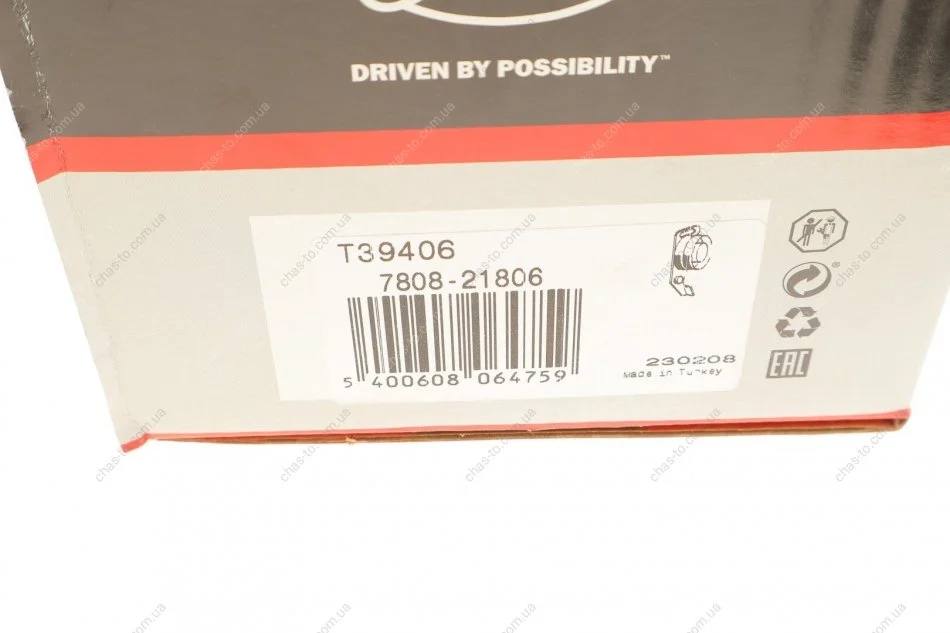 DRIVEN BY POSSIBILITY™
T39406
7808-21806
5 400608 064759
230208
Made in Turkey
®
EAC
chas-to.com.ua